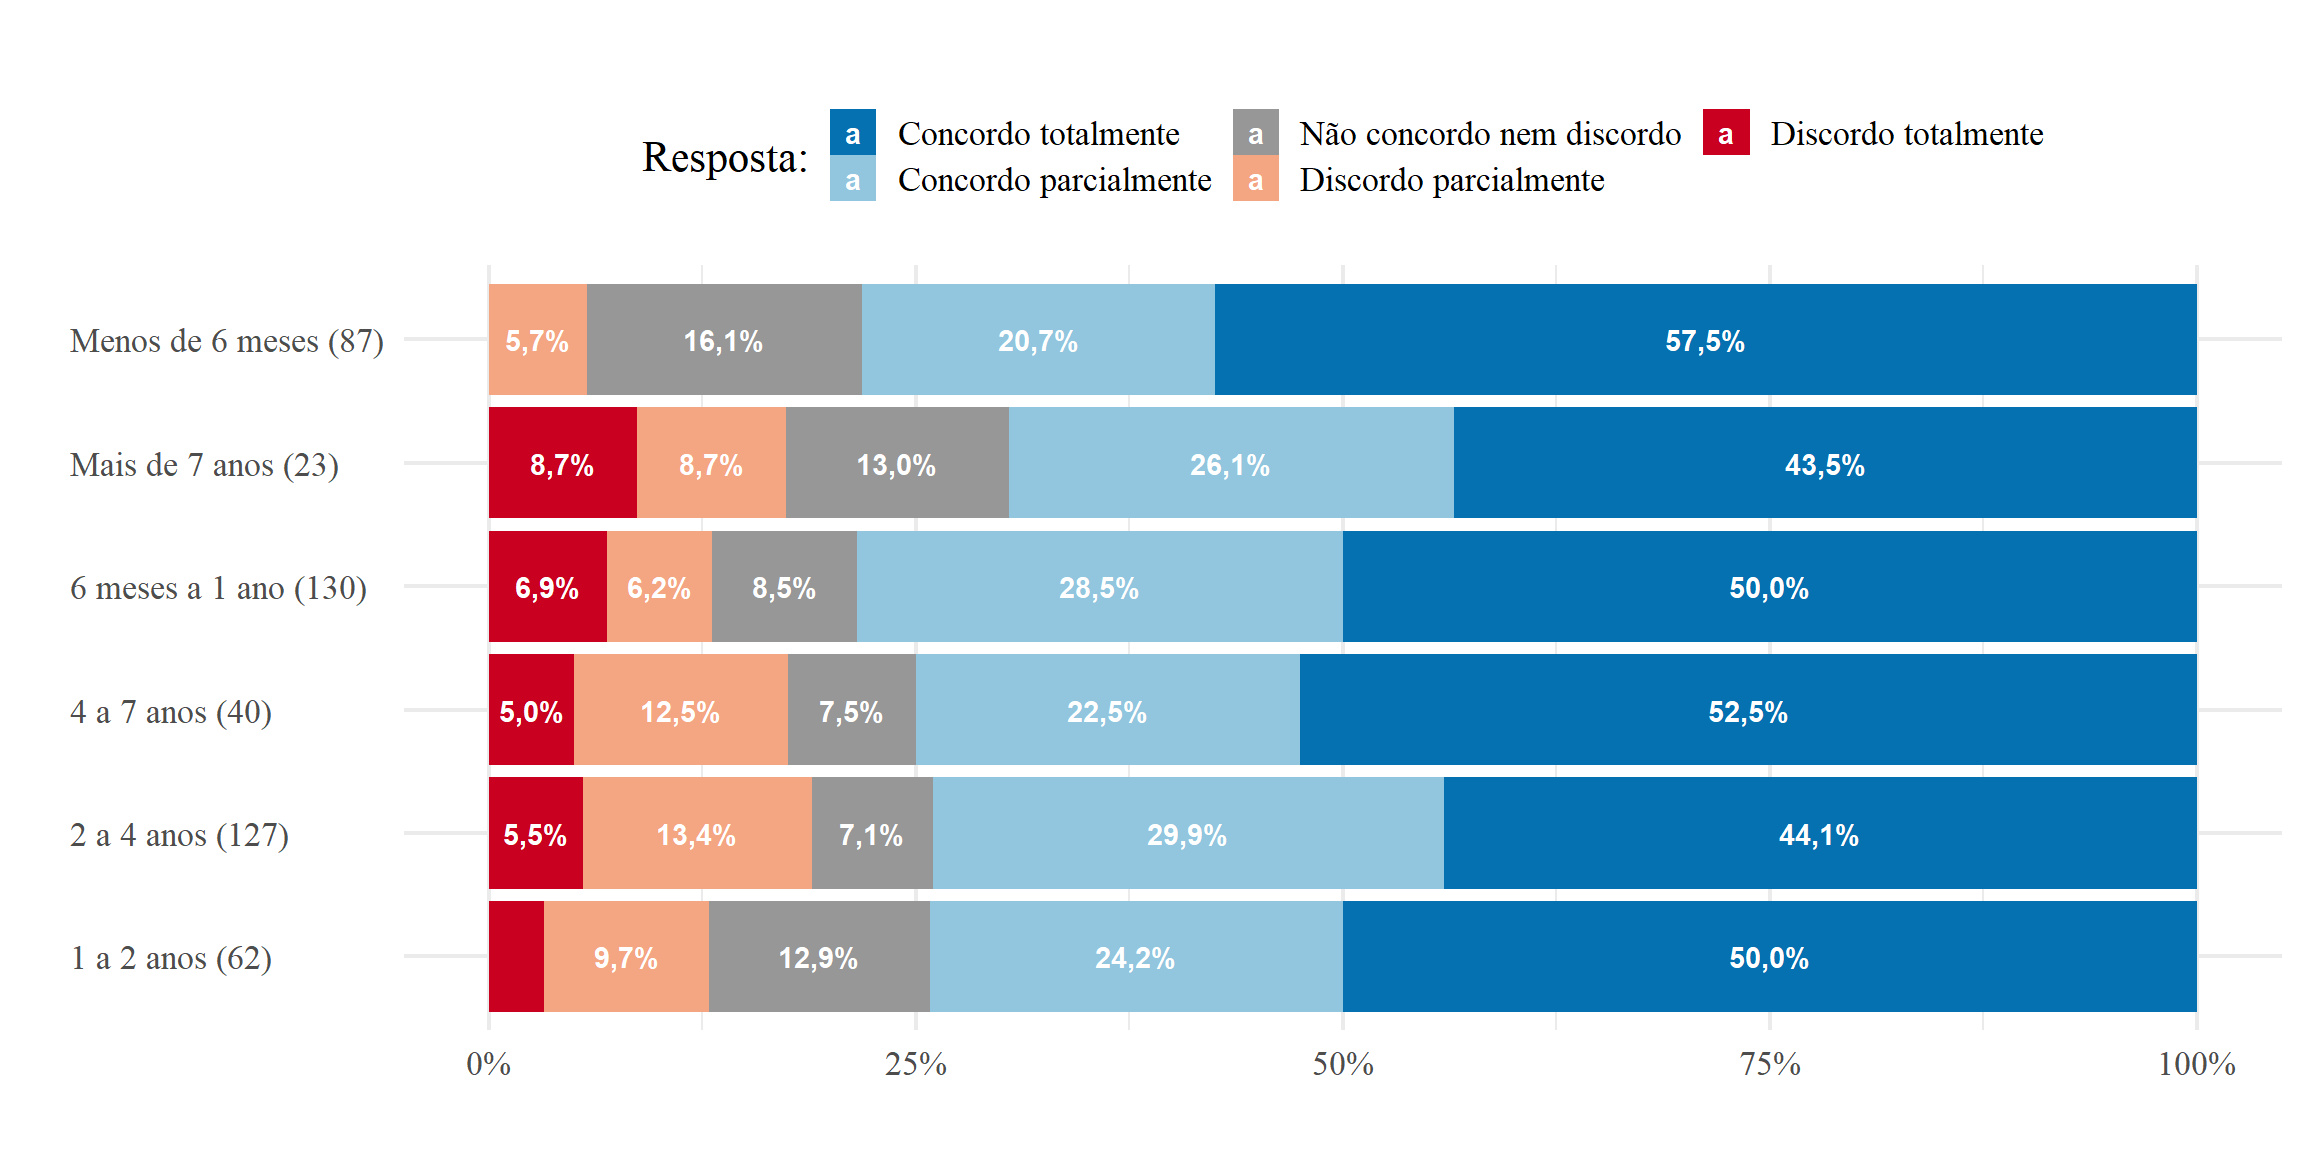 Resposta:
a Concordo totalmente
a Concordo parcialmente
a Não concordo nem discordo
a Discordo parcialmente
a Discordo totalmente
Menos de 6 meses (87) 5,7% 16,1% 20,7% 57,5%
Mais de 7 anos (23) 8,7% 8,7% 13,0% 26,1% 43,5%
6 meses a 1 ano (130) 6,9% 6,2% 8,5% 28,5% 50,0%
4 a 7 anos (40) 5,0% 12,5% 7,5% 22,5% 52,5%
2 a 4 anos (127) 5,5% 13,4% 7,1% 29,9% 44,1%
1 a 2 anos (62) 9,7% 12,9% 24,2% 50,0%
0% 25% 50% 75% 100%